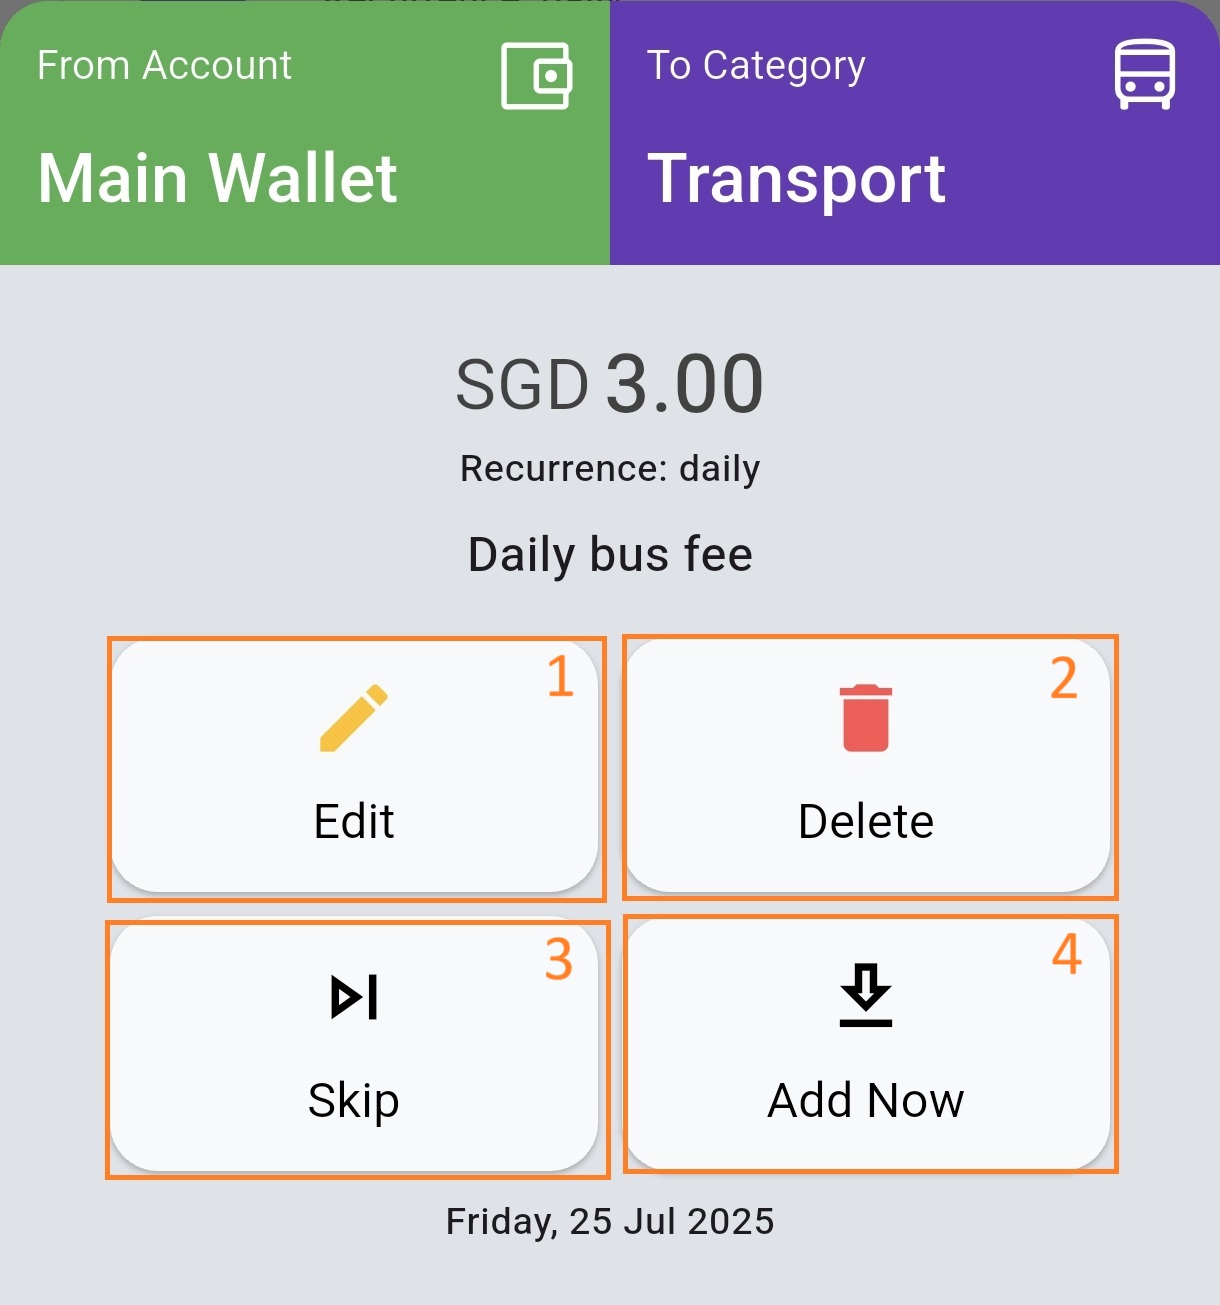 From Account
To Category
Main Wallet
Transport
SGD 3.00
Recurrence: daily
Daily bus fee
1
Edit
2
Delete
3
Skip
4
Add Now
Friday, 25 Jul 2025